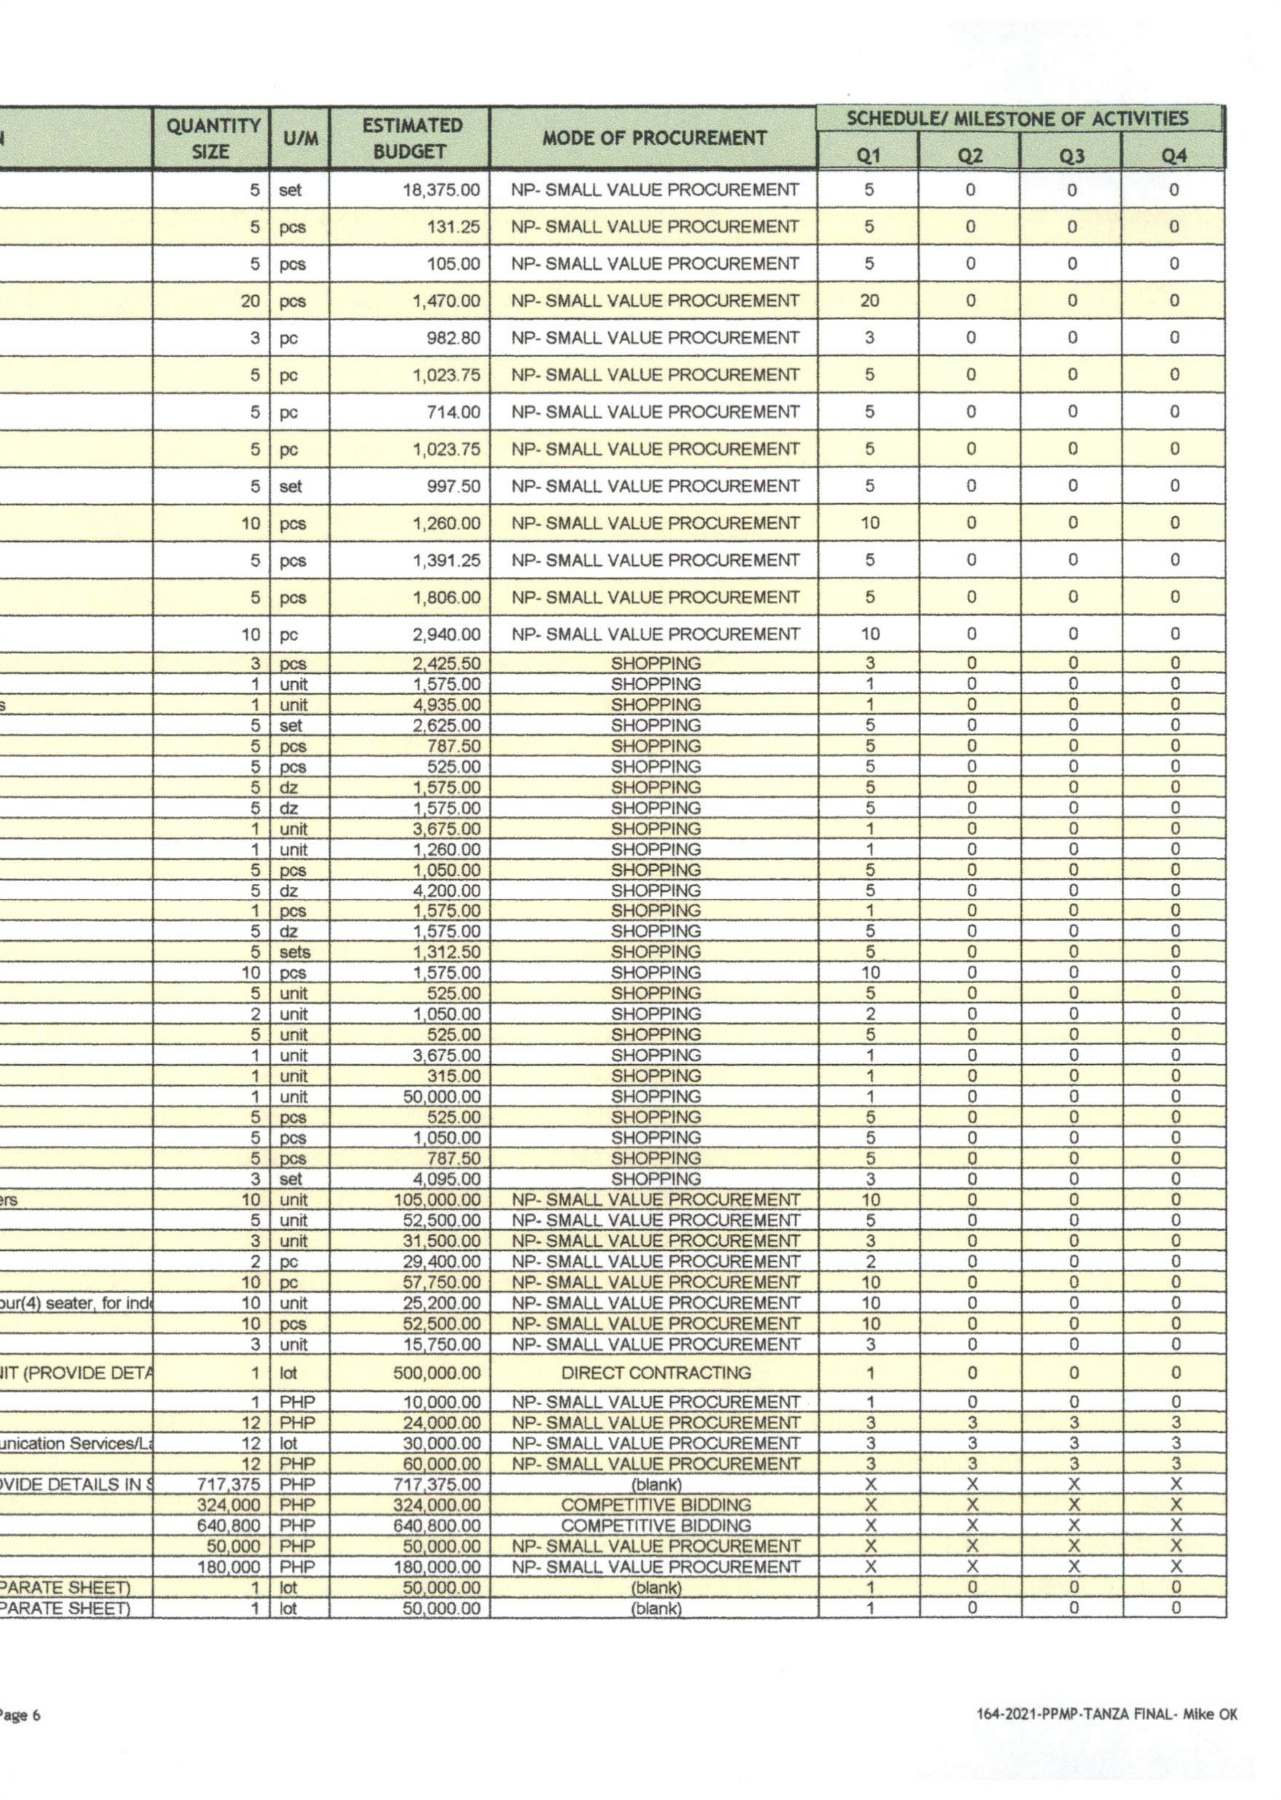 N QUANTITY SIZE U/M ESTIMATED BUDGET MODE OF PROCUREMENT SCHEDULE/ MILESTONE OF ACTIVITIES
Q1 Q2 Q3 Q4
5 set 18,375.00 NP- SMALL VALUE PROCUREMENT 5 0 0 0
5 pcs 131.25 NP- SMALL VALUE PROCUREMENT 5 0 0 0
5 pcs 105.00 NP- SMALL VALUE PROCUREMENT 5 0 0 0
20 pcs 1,470.00 NP- SMALL VALUE PROCUREMENT 20 0 0 0
3 pc 982.80 NP- SMALL VALUE PROCUREMENT 3 0 0 0
5 pc 1,023.75 NP- SMALL VALUE PROCUREMENT 5 0 0 0
5 pc 714.00 NP- SMALL VALUE PROCUREMENT 5 0 0 0
5 pc 1,023.75 NP- SMALL VALUE PROCUREMENT 5 0 0 0
5 set 997.50 NP- SMALL VALUE PROCUREMENT 5 0 0 0
10 pcs 1,260.00 NP- SMALL VALUE PROCUREMENT 10 0 0 0
5 pcs 1,391.25 NP- SMALL VALUE PROCUREMENT 5 0 0 0
5 pcs 1,806.00 NP- SMALL VALUE PROCUREMENT 5 0 0 0
10 pc 2,940.00 NP- SMALL VALUE PROCUREMENT 10 0 0 0
3 pcs 2,425.50 SHOPPING 3 0 0 0
1 unit 1,575.00 SHOPPING 1 0 0 0
s 1 unit 4,935.00 SHOPPING 1 0 0 0
5 set 2,625.00 SHOPPING 5 0 0 0
5 pcs 787.50 SHOPPING 5 0 0 0
5 pcs 525.00 SHOPPING 5 0 0 0
5 dz 1,575.00 SHOPPING 5 0 0 0
5 dz 1,575.00 SHOPPING 5 0 0 0
1 unit 3,675.00 SHOPPING 1 0 0 0
1 unit 1,260.00 SHOPPING 1 0 0 0
5 pcs 1,050.00 SHOPPING 5 0 0 0
5 dz 4,200.00 SHOPPING 5 0 0 0
1 pcs 1,575.00 SHOPPING 1 0 0 0
5 dz 1,575.00 SHOPPING 5 0 0 0
5 sets 1,312.50 SHOPPING 5 0 0 0
10 pcs 1,575.00 SHOPPING 10 0 0 0
5 unit 525.00 SHOPPING 5 0 0 0
2 unit 1,050.00 SHOPPING 2 0 0 0
5 unit 525.00 SHOPPING 5 0 0 0
1 unit 3,675.00 SHOPPING 1 0 0 0
1 unit 315.00 SHOPPING 1 0 0 0
1 unit 50,000.00 SHOPPING 1 0 0 0
5 pcs 525.00 SHOPPING 5 0 0 0
5 pcs 1,050.00 SHOPPING 5 0 0 0
5 pcs 787.50 SHOPPING 5 0 0 0
3 set 4,095.00 SHOPPING 3 0 0 0
ers 10 unit 105,000.00 NP- SMALL VALUE PROCUREMENT 10 0 0 0
5 unit 52,500.00 NP- SMALL VALUE PROCUREMENT 5 0 0 0
3 unit 31,500.00 NP- SMALL VALUE PROCUREMENT 3 0 0 0
2 pc 29,400.00 NP- SMALL VALUE PROCUREMENT 2 0 0 0
10 pc 57,750.00 NP- SMALL VALUE PROCUREMENT 10 0 0 0
our(4) seater, for ind 10 unit 25,200.00 NP- SMALL VALUE PROCUREMENT 10 0 0 0
10 pcs 52,500.00 NP- SMALL VALUE PROCUREMENT 10 0 0 0
3 unit 15,750.00 NP- SMALL VALUE PROCUREMENT 3 0 0 0
NIT (PROVIDE DETA 1 lot 500,000.00 DIRECT CONTRACTING 1 0 0 0
1 PHP 10,000.00 NP- SMALL VALUE PROCUREMENT 1 0 0 0
12 PHP 24,000.00 NP- SMALL VALUE PROCUREMENT 3 3 3 3
unication Services/La 12 lot 30,000.00 NP- SMALL VALUE PROCUREMENT 3 3 3 3
12 PHP 60,000.00 NP- SMALL VALUE PROCUREMENT 3 3 3 3
OVIDE DETAILS IN S 717,375 PHP 717,375.00 (blank) X X X X
324,000 PHP 324,000.00 COMPETITIVE BIDDING X X X X
640,800 PHP 640,800.00 COMPETITIVE BIDDING X X X X
50,000 PHP 50,000.00 NP- SMALL VALUE PROCUREMENT X X X X
180,000 PHP 180,000.00 NP- SMALL VALUE PROCUREMENT X X X X
PARATE SHEET) 1 lot 50,000.00 (blank) 1 0 0 0
PARATE SHEET) 1 lot 50,000.00 (blank) 1 0 0 0
Page 6 164-2021-PPMP-TANZA FINAL- Mike OK